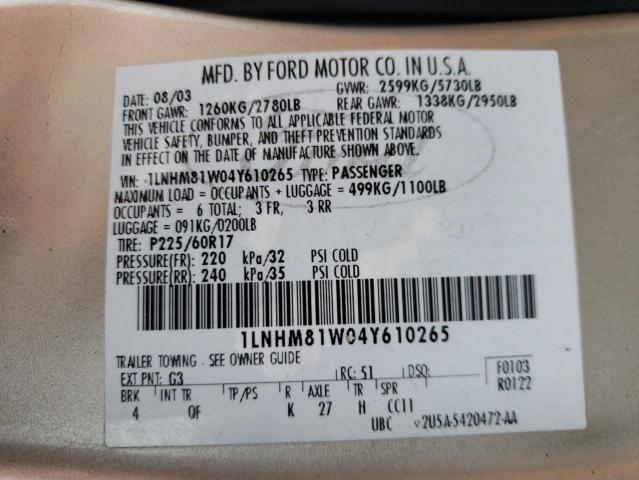 MFD. BY FORD MOTOR CO. IN U.S.A.
DATE: 08/03 GVWR: 2599KG/5730LB
FRONT GAWR: 1260KG/2780LB REAR GAWR: 1338KG/2950LB
THIS VEHICLE CONFORMS TO ALL APPLICABLE FEDERAL MOTOR
VEHICLE SAFETY, BUMPER, AND THEFT PREVENTION STANDARDS
IN EFFECT ON THE DATE OF MANUFACTURE SHOWN ABOVE.
VIN: 1LNHM81W04Y610265 TYPE: PASSENGER
MAXIMUM LOAD = OCCUPANTS + LUGGAGE = 499KG/1100LB
OCCUPANTS = 6 TOTAL; 3 FR, 3 RR
LUGGAGE = 091KG/0200LB
TIRE: P225/60R17
PRESSURE(FR): 220 kPa/32 PSI COLD
PRESSURE(RR): 240 kPa/35 PSI COLD
1LNHM81W04Y610265
TRAILER TOWING - SEE OWNER GUIDE
EXT PNT: G3 RC: 51 DSO: F0103
BRK INT TR TP/PS R AXLE TR SPR R0122
4 OF K 27 H CC11
UBC V2U5A-5420472-AA